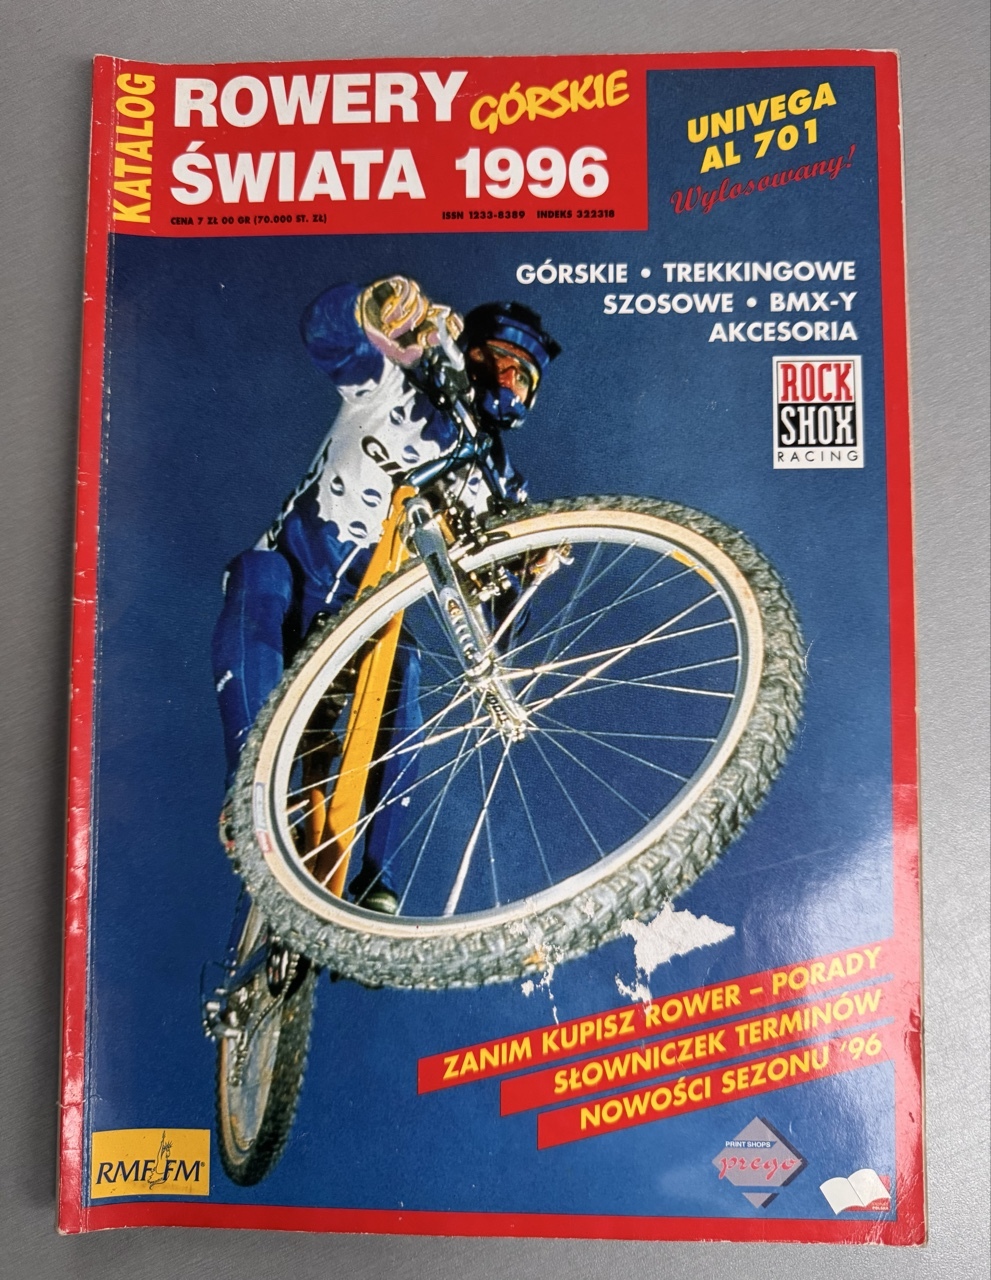 KATALOG
ROWERY GÓRSKIE
ŚWIATA 1996
CENA 7 ZŁ 00 GR (70.000 ST. ZŁ)
ISSN 1233-8389 INDEKS 322318
UNIVEGA
AL 701
Wylosowany!
GÓRSKIE • TREKKINGOWE
SZOSOWE • BMX-Y
AKCESORIA
ROCK
SHOX
RACING
ZANIM KUPISZ ROWER – PORADY
SŁOWNICZEK TERMINÓW
NOWOŚCI SEZONU '96
RMF FM
PRINT SHOPS
prego